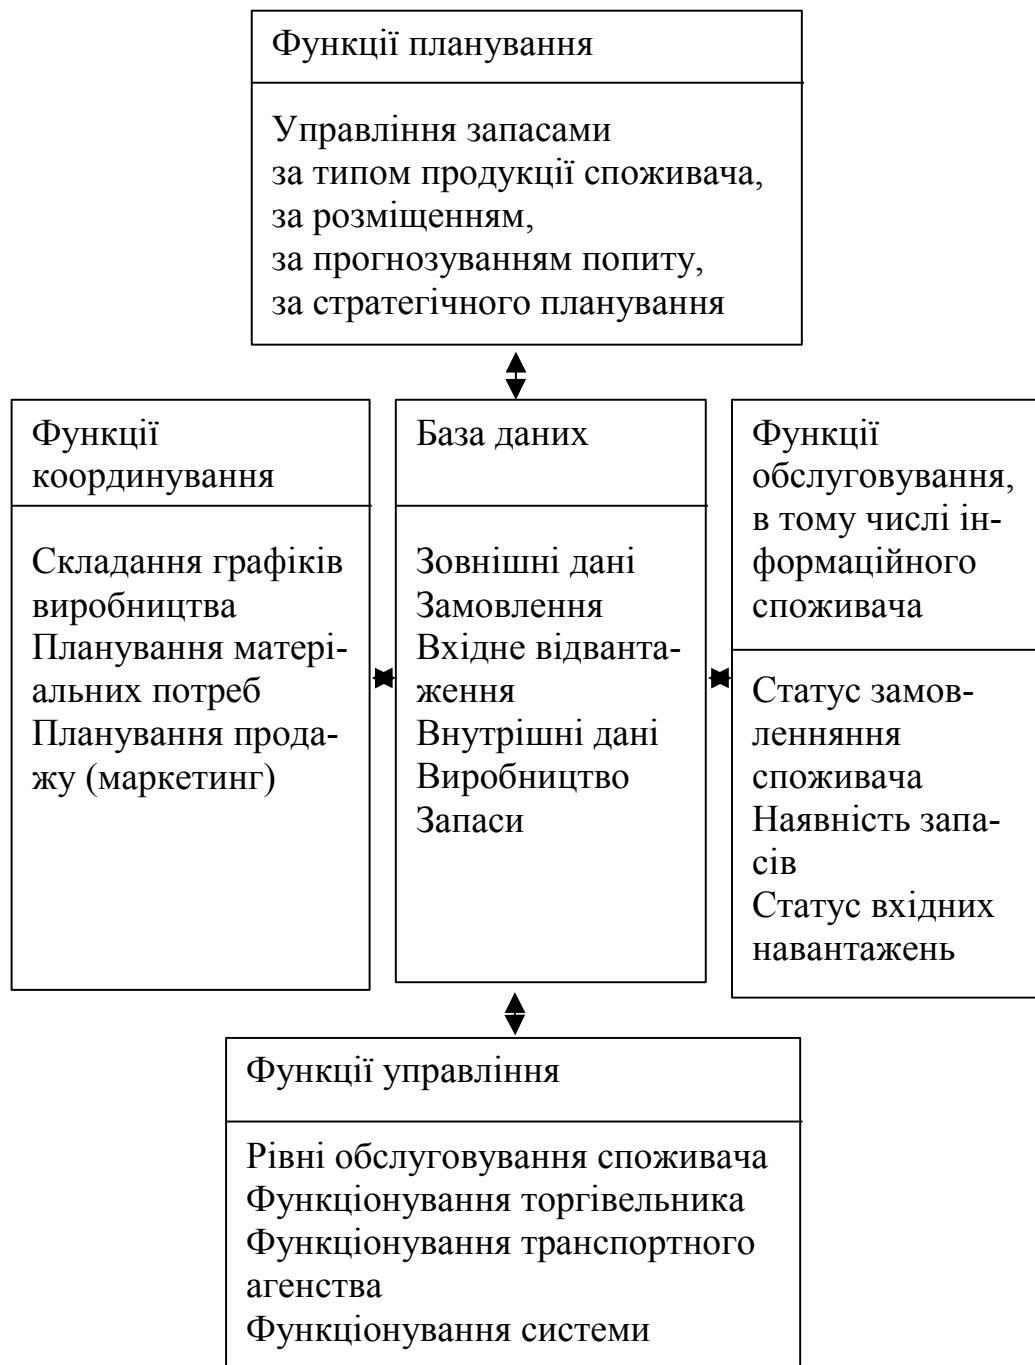 Функції планування
Управління запасами
за типом продукції споживача,
за розміщенням,
за прогнозуванням попиту,
за стратегічного планування
Функції
координування
Складання графіків
виробництва
Планування матері-
альних потреб
Планування прода-
жу (маркетинг)
База даних
Зовнішні дані
Замовлення
Вхідне відванта-
ження
Внутрішні дані
Виробництво
Запаси
Функції
обслуговування,
в тому числі ін-
формаційного
споживача
Статус замов-
ленняння
споживача
Наявність запа-
сів
Статус вхідних
навантажень
Функції управління
Рівні обслуговування споживача
Функціонування торгівельника
Функціонування транспортного
агенства
Функціонування системи